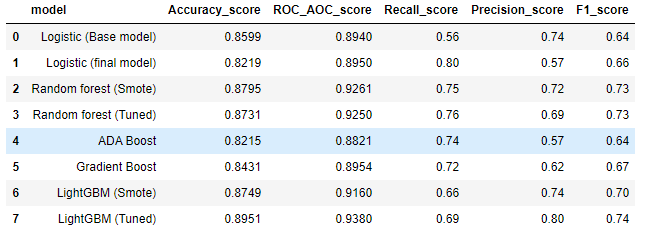 model Accuracy_score ROC_AOC_score Recall_score Precision_score F1_score
0 Logistic (Base model) 0.8599 0.8940 0.56 0.74 0.64
1 Logistic (final model) 0.8219 0.8950 0.80 0.57 0.66
2 Random forest (Smote) 0.8795 0.9261 0.75 0.72 0.73
3 Random forest (Tuned) 0.8731 0.9250 0.76 0.69 0.73
4 ADA Boost 0.8215 0.8821 0.74 0.57 0.64
5 Gradient Boost 0.8431 0.8954 0.72 0.62 0.67
6 LightGBM (Smote) 0.8749 0.9160 0.66 0.74 0.70
7 LightGBM (Tuned) 0.8951 0.9380 0.69 0.80 0.74